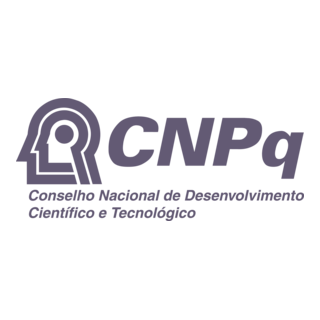 CNPq
Conselho Nacional de Desenvolvimento
Científico e Tecnológico